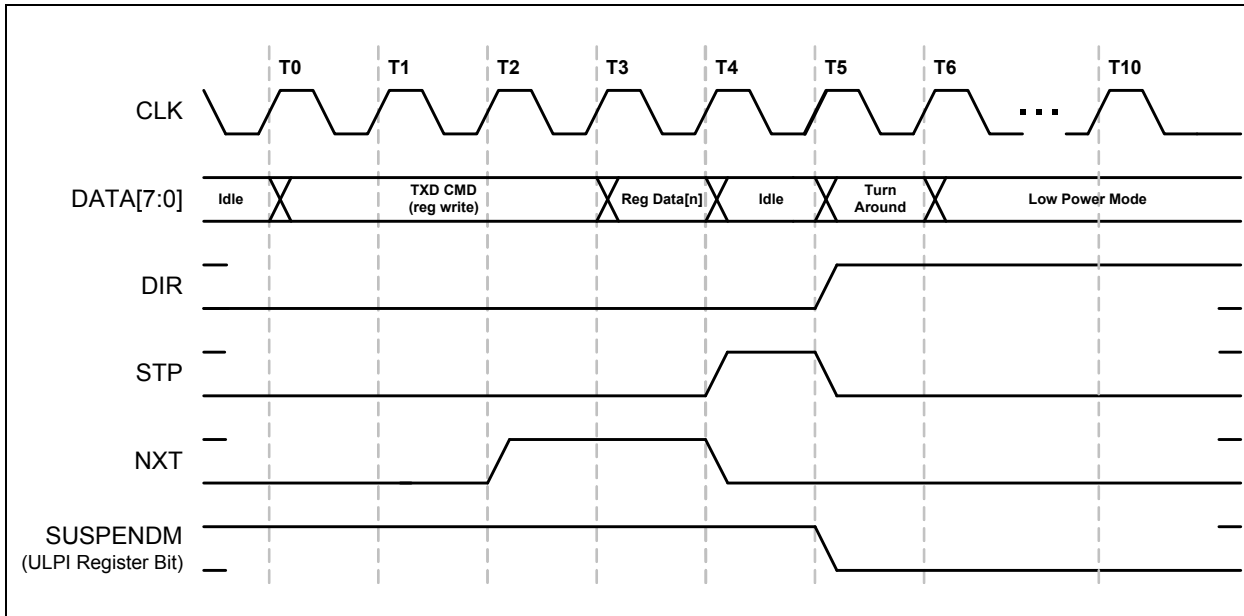 T0 T1 T2 T3 T4 T5 T6 T10
CLK
...
DATA[7:0]
Idle
TXD CMD
(reg write)
Reg Data[n]
Idle
Turn
Around
Low Power Mode
DIR
STP
NXT
SUSPENDM
(ULPI Register Bit)